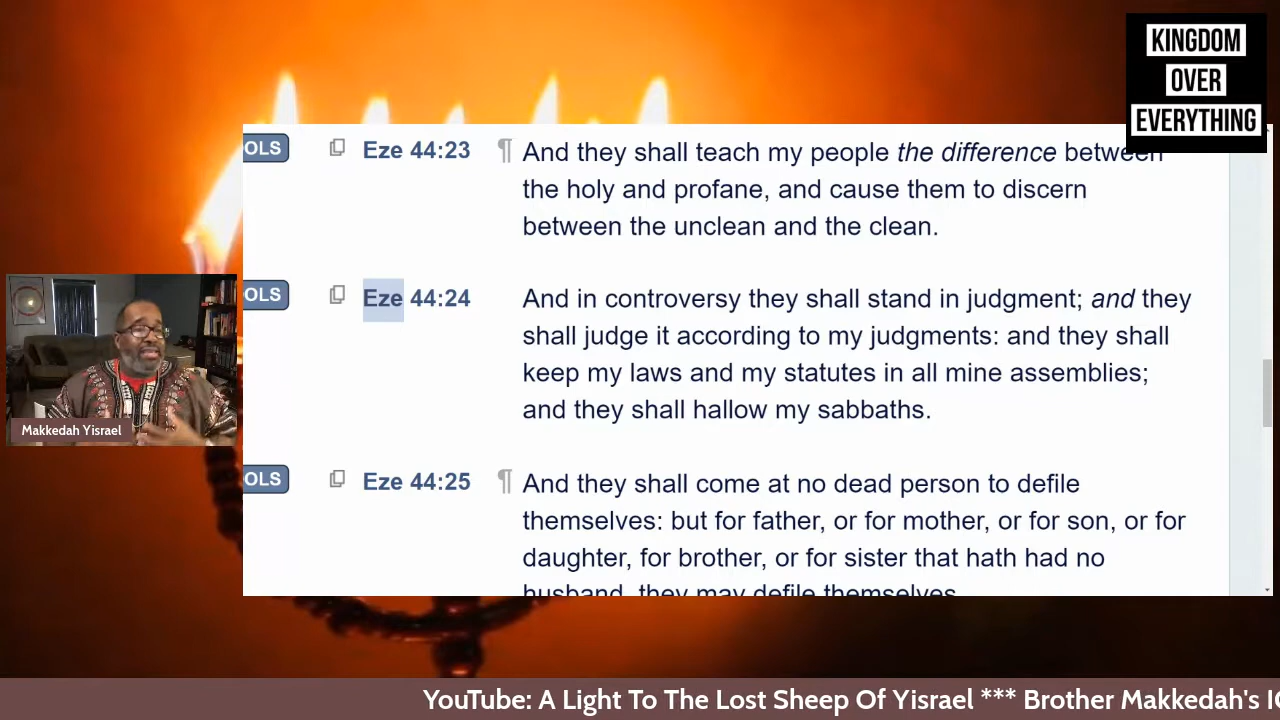 KINGDOM
OVER
EVERYTHING
OLS
Eze 44:23 ¶ And they shall teach my people the difference between
the holy and profane, and cause them to discern
between the unclean and the clean.
OLS
Eze 44:24 And in controversy they shall stand in judgment; and they
shall judge it according to my judgments: and they shall
keep my laws and my statutes in all mine assemblies;
and they shall hallow my sabbaths.
OLS
Eze 44:25 ¶ And they shall come at no dead person to defile
themselves: but for father, or for mother, or for son, or for
daughter, for brother, or for sister that hath had no
husband, they may defile themselves.
Makkedah Yisrael
YouTube: A Light To The Lost Sheep Of Yisrael *** Brother Makkedah's